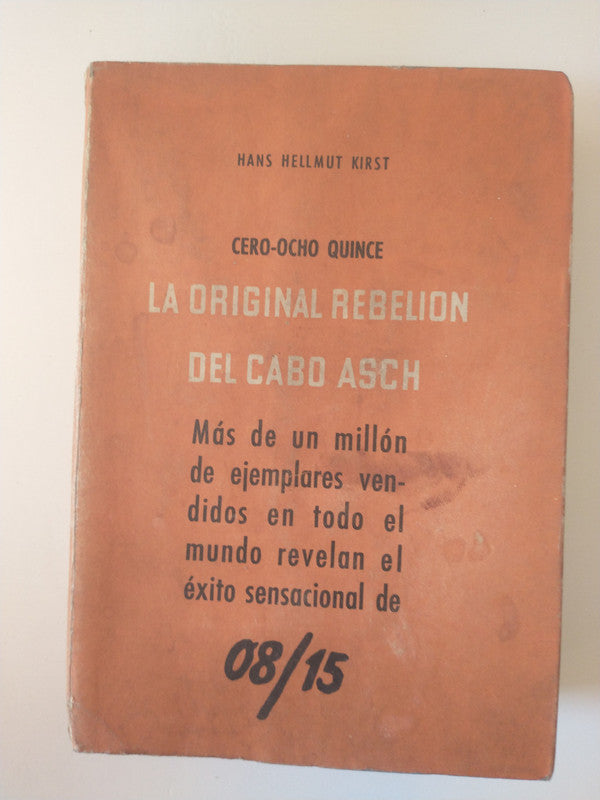 HANS HELLMUT KIRST
CERO-OCHO QUINCE
LA ORIGINAL REBELION
DEL CABO ASCH
Más de un millón
de ejemplares ven-
didos en todo el
mundo revelan el
éxito sensacional de
08/15